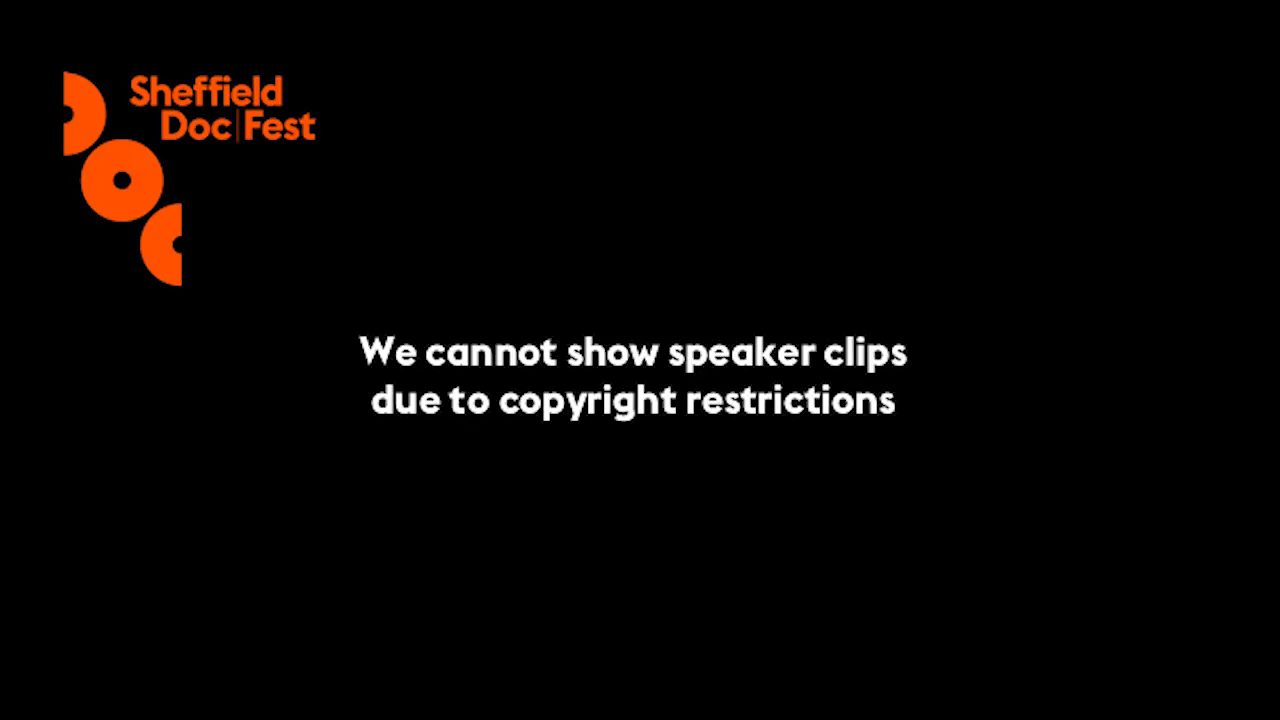 Sheffield
Doc|Fest
We cannot show speaker clips
due to copyright restrictions